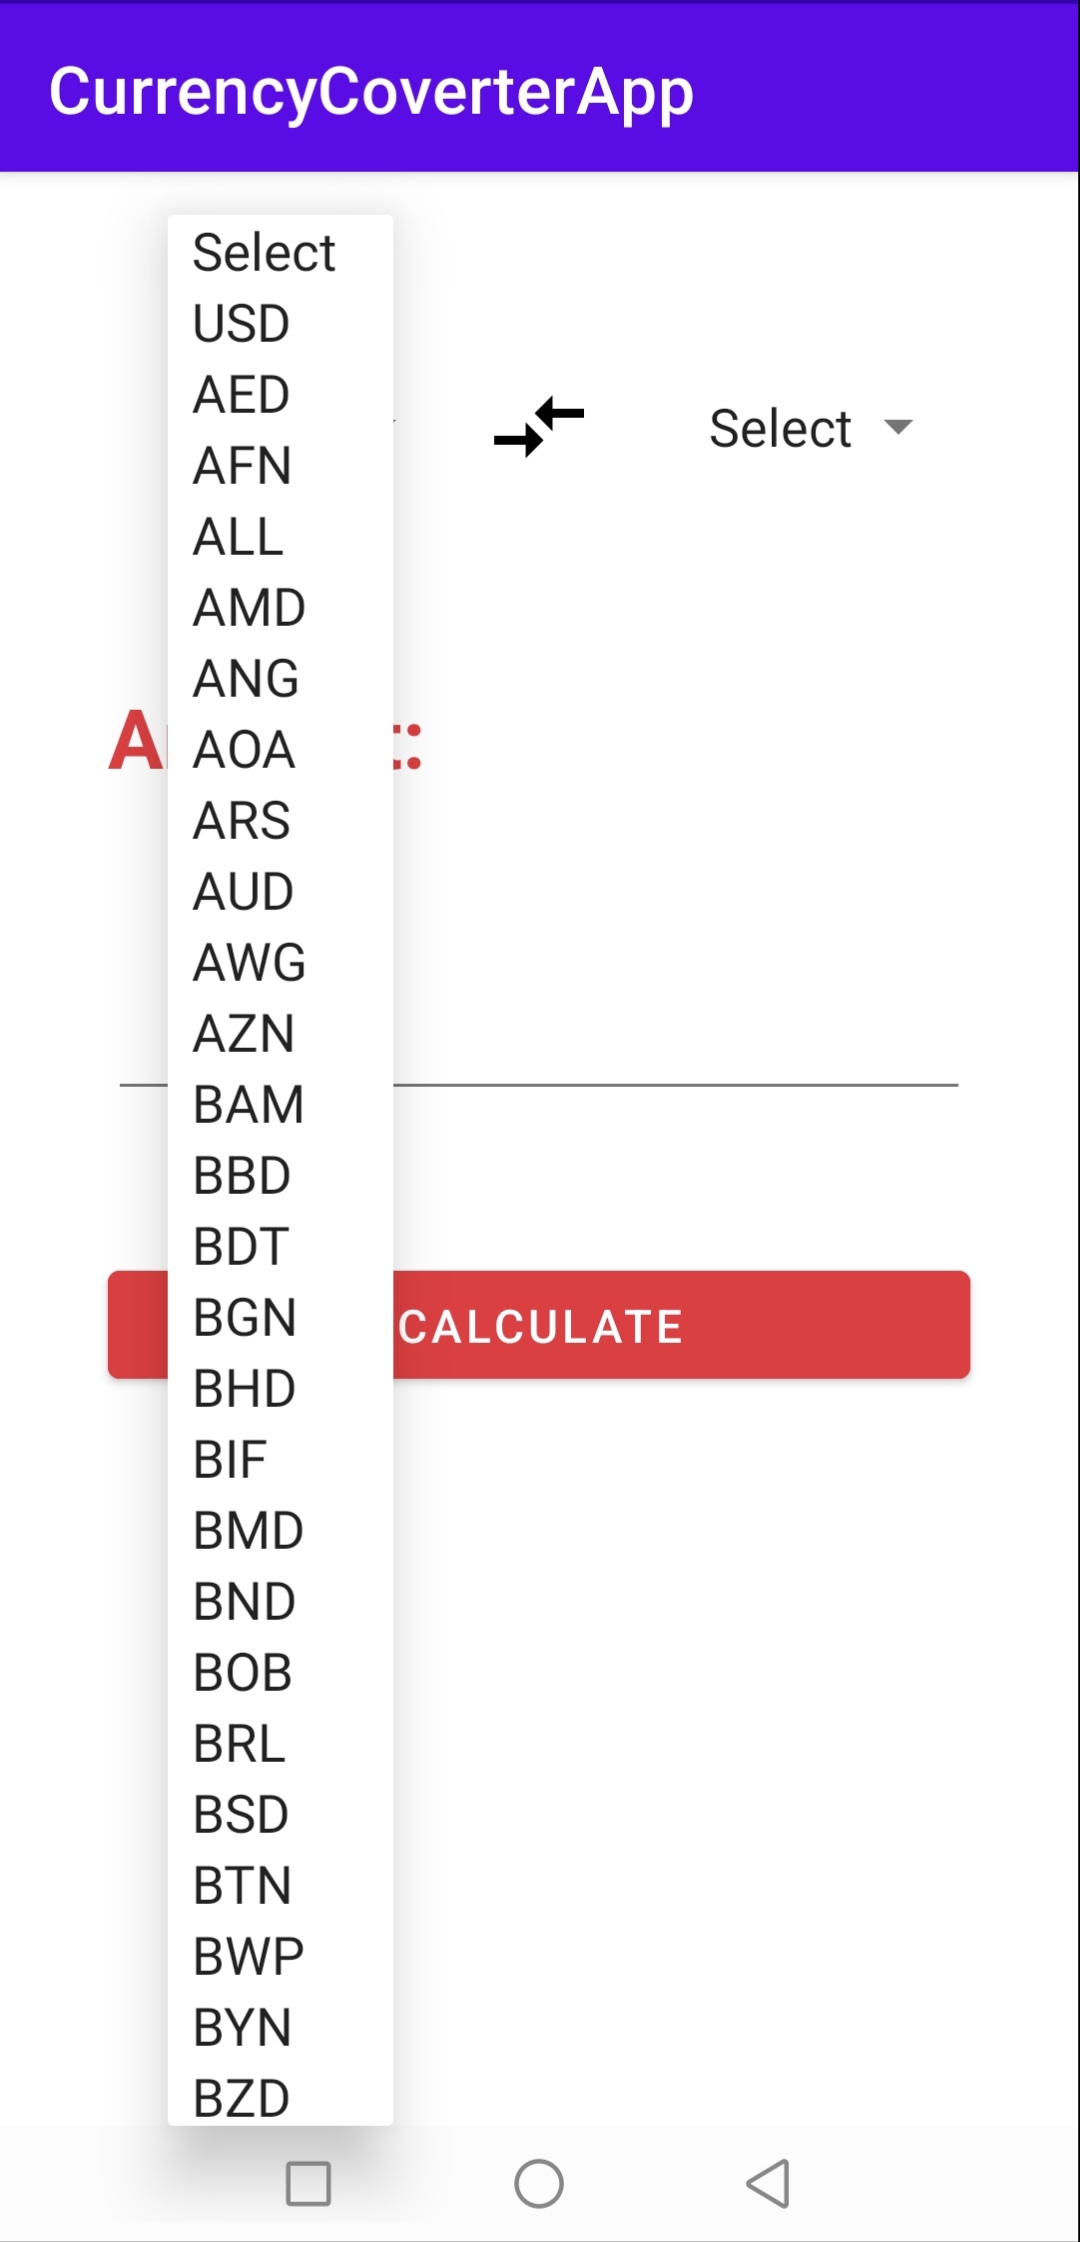 CurrencyCoverterApp
Select
USD
AED
AFN
ALL
AMD
ANG
AOA
ARS
AUD
AWG
AZN
BAM
BBD
BDT
BGN
BHD
BIF
BMD
BND
BOB
BRL
BSD
BTN
BWP
BYN
BZD
Select
CALCULATE